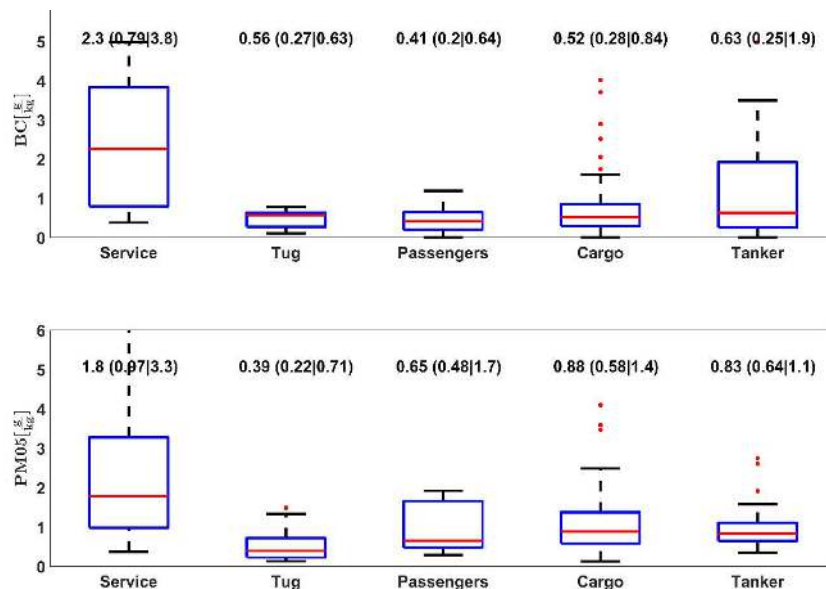 2.3 (0.79|3.8) 0.56 (0.27|0.63) 0.41 (0.2|0.64) 0.52 (0.28|0.84) 0.63 (0.25|1.9)
5
4
3
2
1
0
BC[g/kg]
Service Tug Passengers Cargo Tanker
6
1.8 (0.97|3.3) 0.39 (0.22|0.71) 0.65 (0.48|1.7) 0.88 (0.58|1.4) 0.83 (0.64|1.1)
5
4
3
2
1
0
PM05[g/kg]
Service Tug Passengers Cargo Tanker